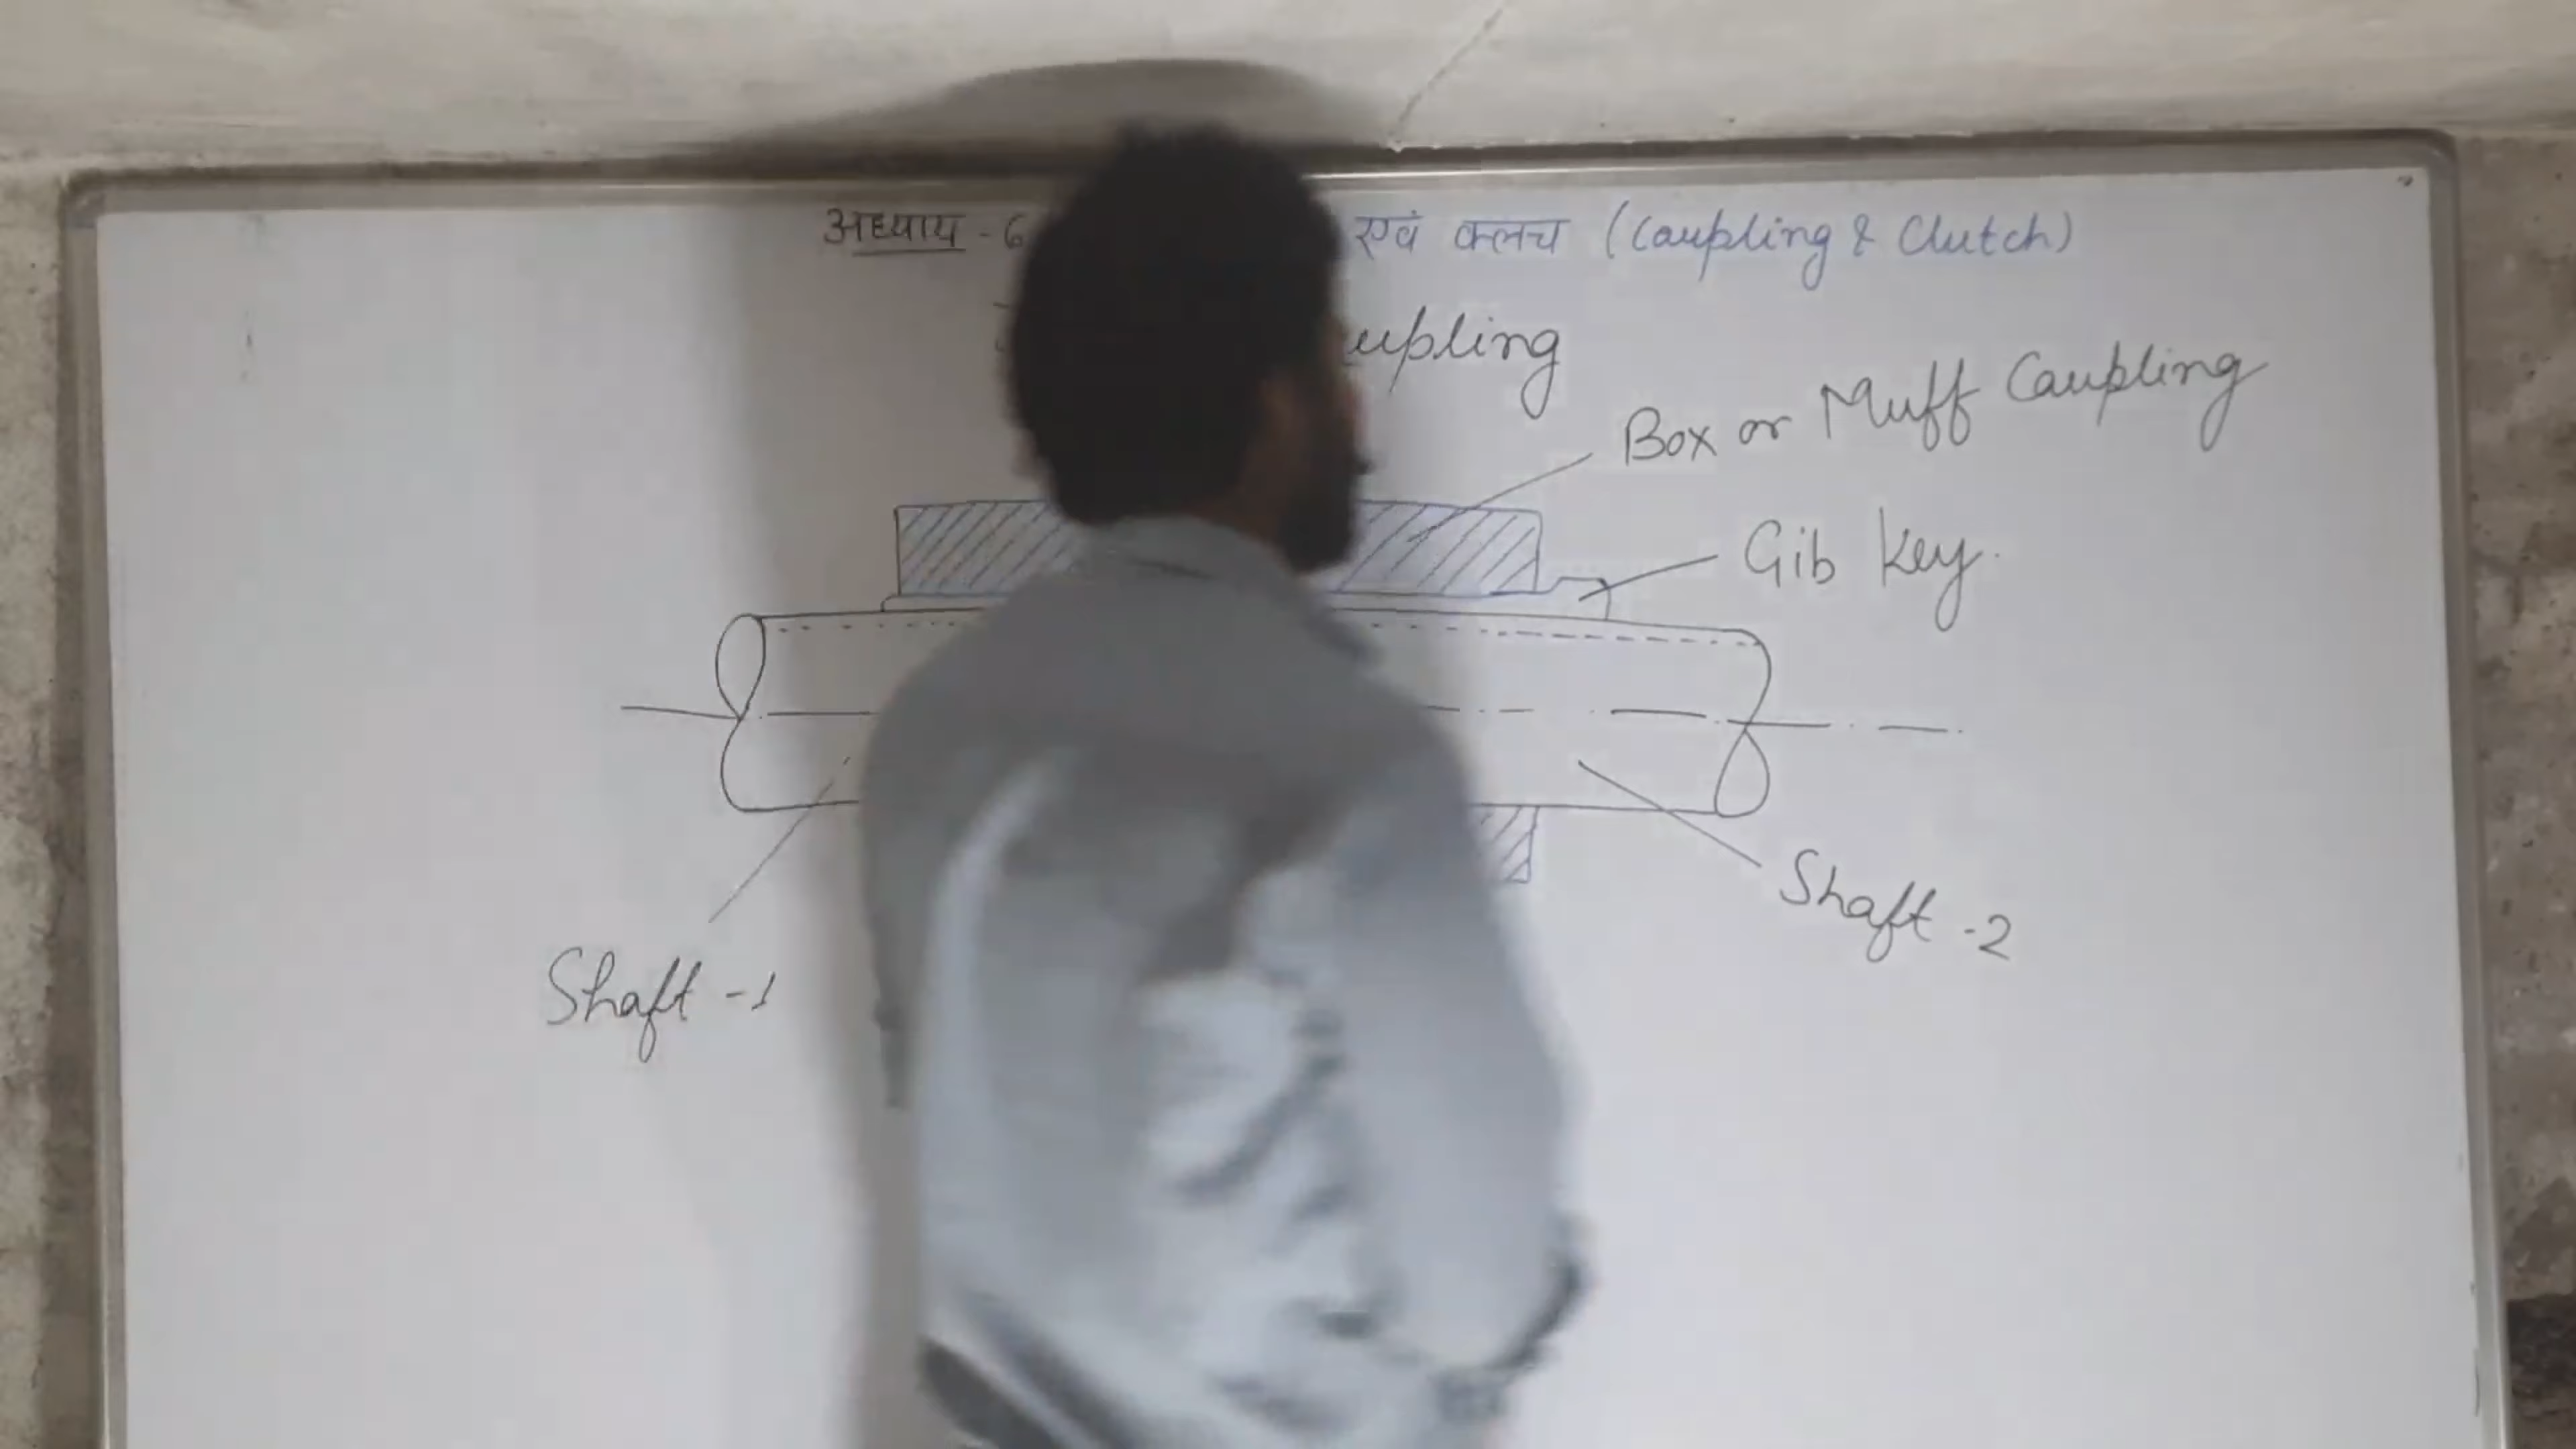 अध्याय - 6 एवं क्लच (Caupling & Clutch)
upling
Box or Muff Caupling
Gib Key.
Shaft - 2
Shaft - 1